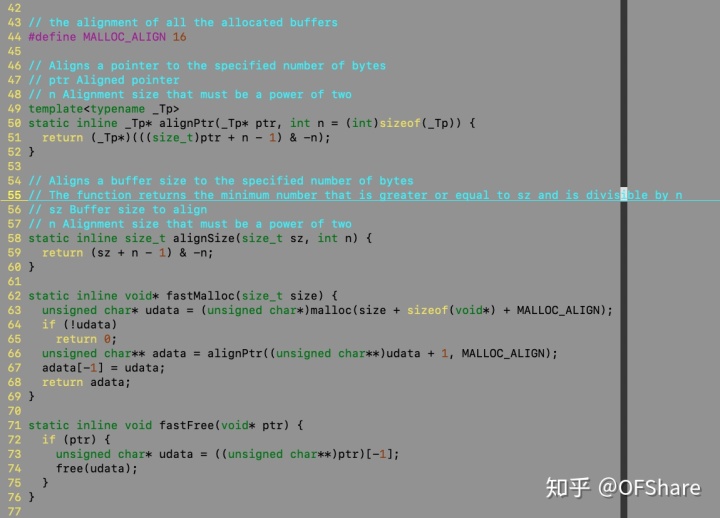 42
43 // the alignment of all the allocated buffers
44 #define MALLOC_ALIGN 16
45
46 // Aligns a pointer to the specified number of bytes
47 // ptr Aligned pointer
48 // n Alignment size that must be a power of two
49 template<typename _Tp>
50 static inline _Tp* alignPtr(_Tp* ptr, int n = (int)sizeof(_Tp)) {
51   return (_Tp*)(((size_t)ptr + n - 1) & -n);
52 }
53
54 // Aligns a buffer size to the specified number of bytes
55 // The function returns the minimum number that is greater or equal to sz and is divisible by n
56 // sz Buffer size to align
57 // n Alignment size that must be a power of two
58 static inline size_t alignSize(size_t sz, int n) {
59   return (sz + n - 1) & -n;
60 }
61
62 static inline void* fastMalloc(size_t size) {
63   unsigned char* udata = (unsigned char*)malloc(size + sizeof(void*) + MALLOC_ALIGN);
64   if (!udata)
65     return 0;
66   unsigned char** adata = alignPtr((unsigned char**)udata + 1, MALLOC_ALIGN);
67   adata[-1] = udata;
68   return adata;
69 }
70
71 static inline void fastFree(void* ptr) {
72   if (ptr) {
73     unsigned char* udata = ((unsigned char**)ptr)[-1];
74     free(udata);
75   }
76 }
77
知乎 @OFShare